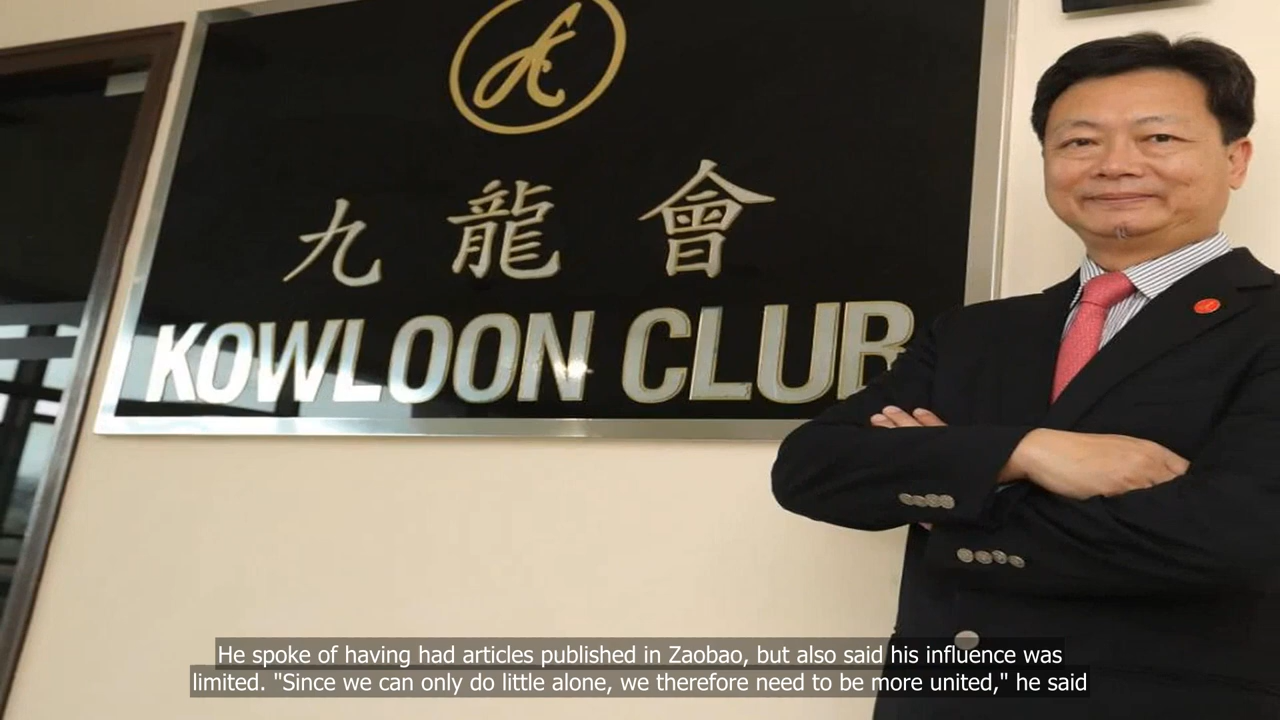 九龍會
KOWLOON CLUB
He spoke of having had articles published in Zaobao, but also said his influence was
limited. "Since we can only do little alone, we therefore need to be more united," he said